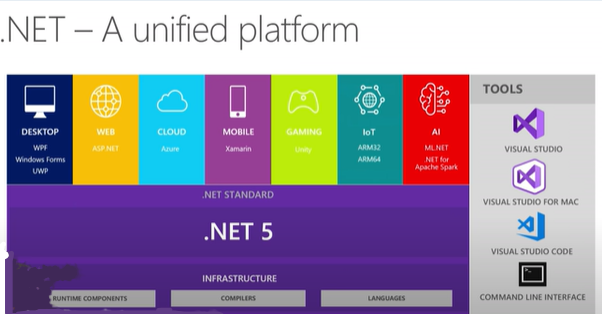 .NET – A unified platform
DESKTOP
WPF
Windows Forms
UWP
WEB
ASP.NET
CLOUD
Azure
MOBILE
Xamarin
GAMING
Unity
IoT
ARM32
ARM64
AI
ML.NET
.NET for
Apache Spark
TOOLS
VISUAL STUDIO
VISUAL STUDIO FOR MAC
VISUAL STUDIO CODE
COMMAND LINE INTERFACE
.NET STANDARD
.NET 5
INFRASTRUCTURE
RUNTIME COMPONENTS
COMPILERS
LANGUAGES